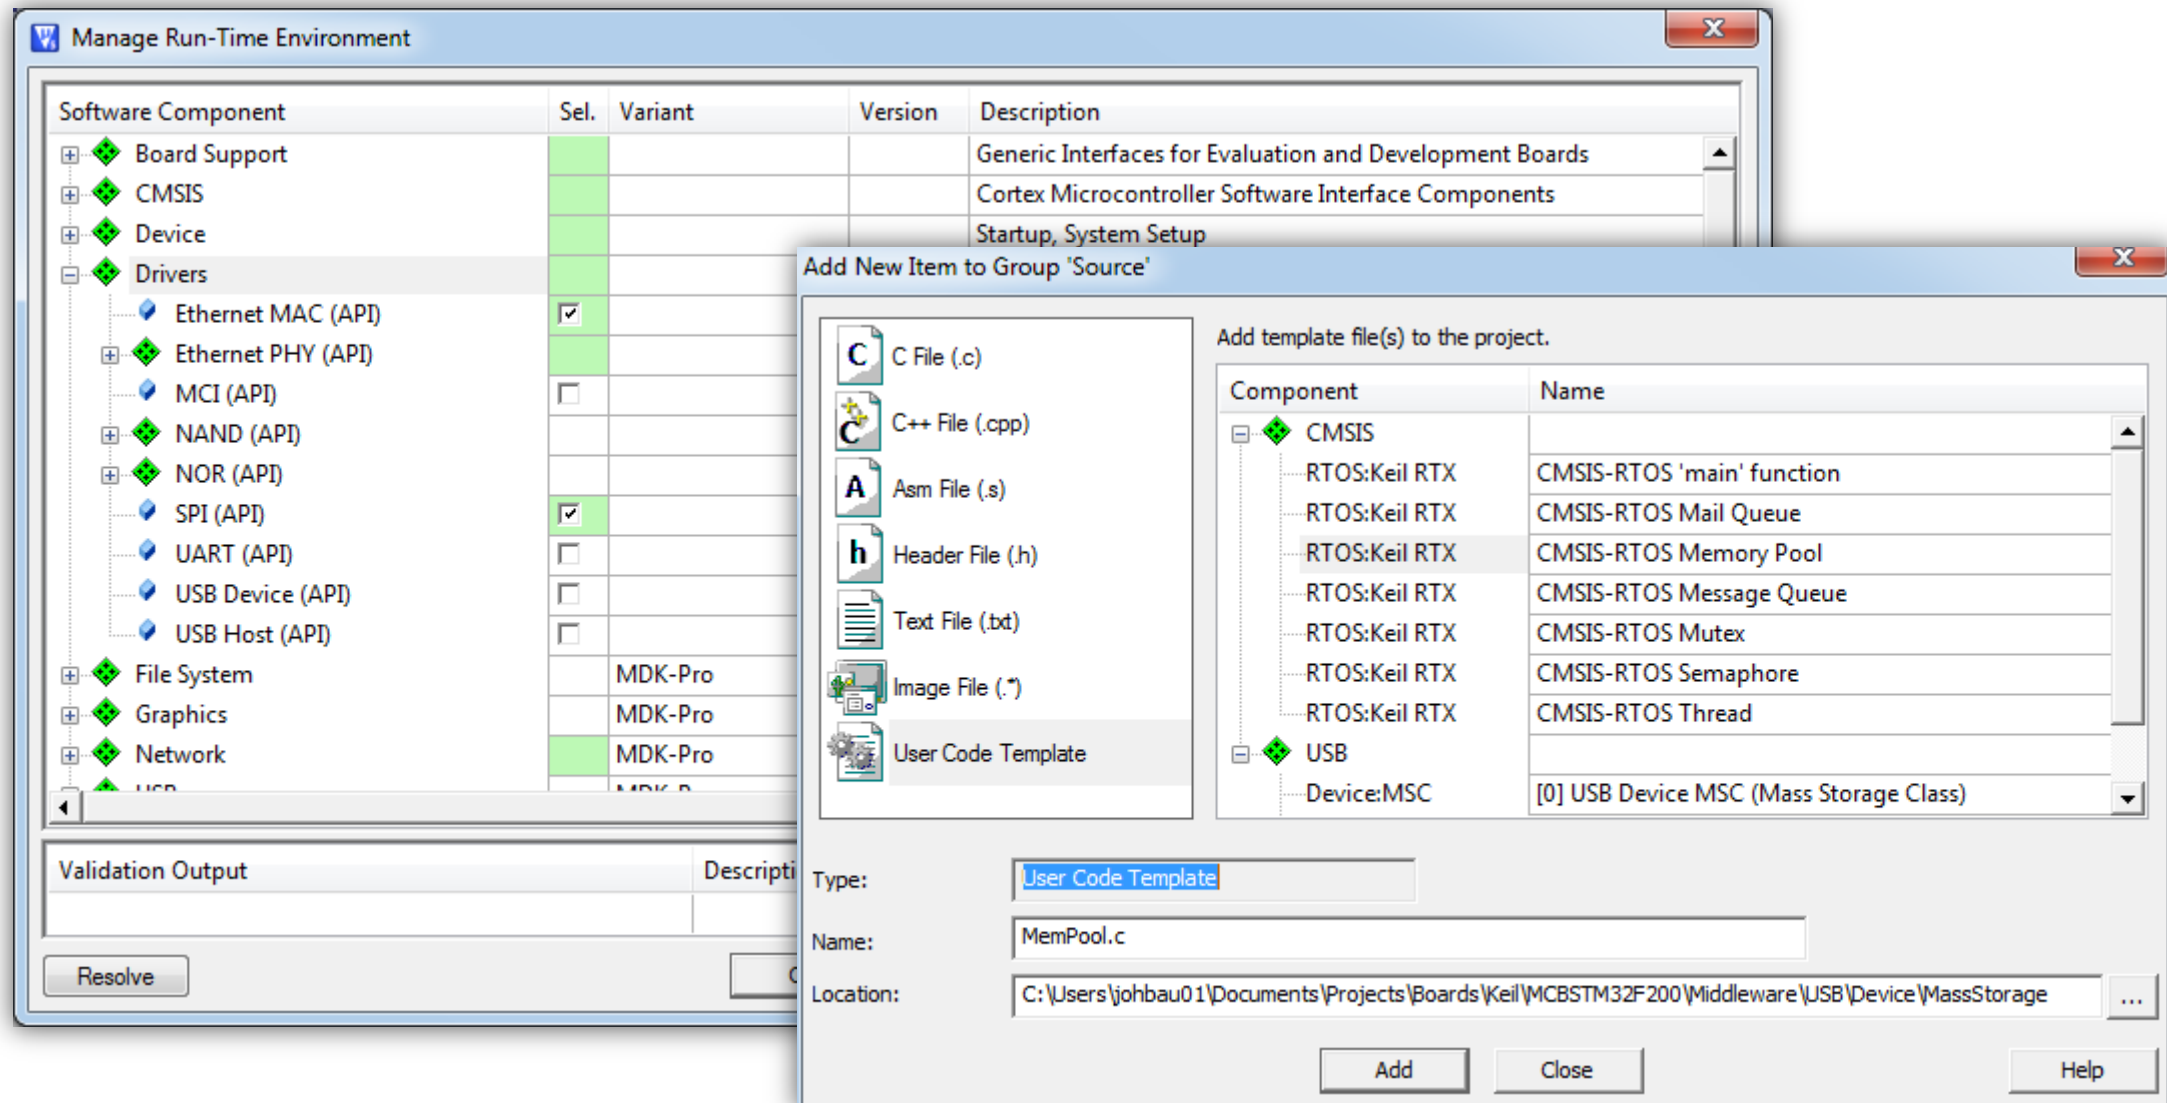 Manage Run-Time Environment
Software Component Sel. Variant Version Description
Board Support Generic Interfaces for Evaluation and Development Boards
CMSIS Cortex Microcontroller Software Interface Components
Device Startup, System Setup
Drivers
Ethernet MAC (API)
Ethernet PHY (API)
MCI (API)
NAND (API)
NOR (API)
SPI (API)
UART (API)
USB Device (API)
USB Host (API)
File System MDK-Pro
Graphics MDK-Pro
Network MDK-Pro
Validation Output Descripti
Resolve
Add New Item to Group 'Source'
C File (.c)
C++ File (.cpp)
Asm File (.s)
Header File (.h)
Text File (.txt)
Image File (.*)
User Code Template
Add template file(s) to the project.
Component Name
CMSIS
RTOS:Keil RTX CMSIS-RTOS 'main' function
RTOS:Keil RTX CMSIS-RTOS Mail Queue
RTOS:Keil RTX CMSIS-RTOS Memory Pool
RTOS:Keil RTX CMSIS-RTOS Message Queue
RTOS:Keil RTX CMSIS-RTOS Mutex
RTOS:Keil RTX CMSIS-RTOS Semaphore
RTOS:Keil RTX CMSIS-RTOS Thread
USB
Device:MSC [0] USB Device MSC (Mass Storage Class)
Type: User Code Template
Name: MemPool.c
Location: C:\Users\johbau01\Documents\Projects\Boards\Keil\MCBSTM32F200\Middleware\USB\Device\MassStorage ...
Add Close Help